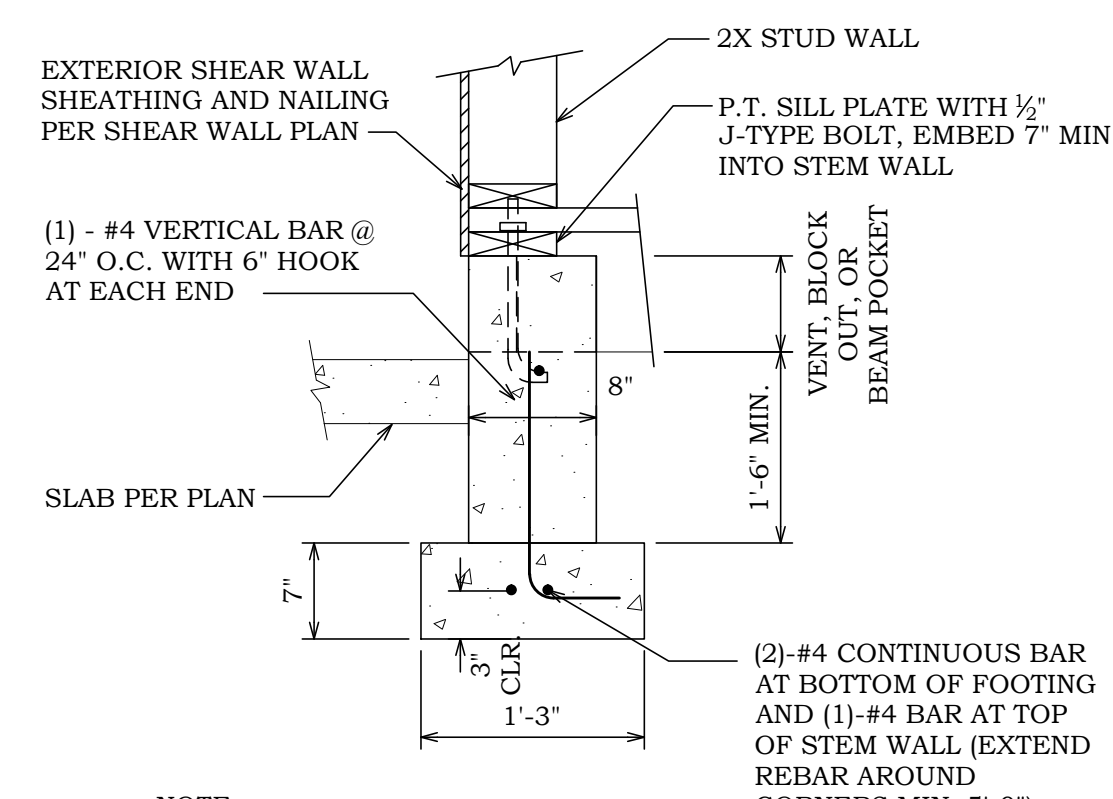 EXTERIOR SHEAR WALL
SHEATHING AND NAILING
PER SHEAR WALL PLAN
2X STUD WALL
P.T. SILL PLATE WITH ½"
J-TYPE BOLT, EMBED 7" MIN
INTO STEM WALL
(1) - #4 VERTICAL BAR @
24" O.C. WITH 6" HOOK
AT EACH END
VENT, BLOCK
OUT, OR
BEAM POCKET
8"
1'-6" MIN.
SLAB PER PLAN
7"
3"
CLR.
1'-3"
(2)-#4 CONTINUOUS BAR
AT BOTTOM OF FOOTING
AND (1)-#4 BAR AT TOP
OF STEM WALL (EXTEND
REBAR AROUND
NOTE
CORNERS MIN.